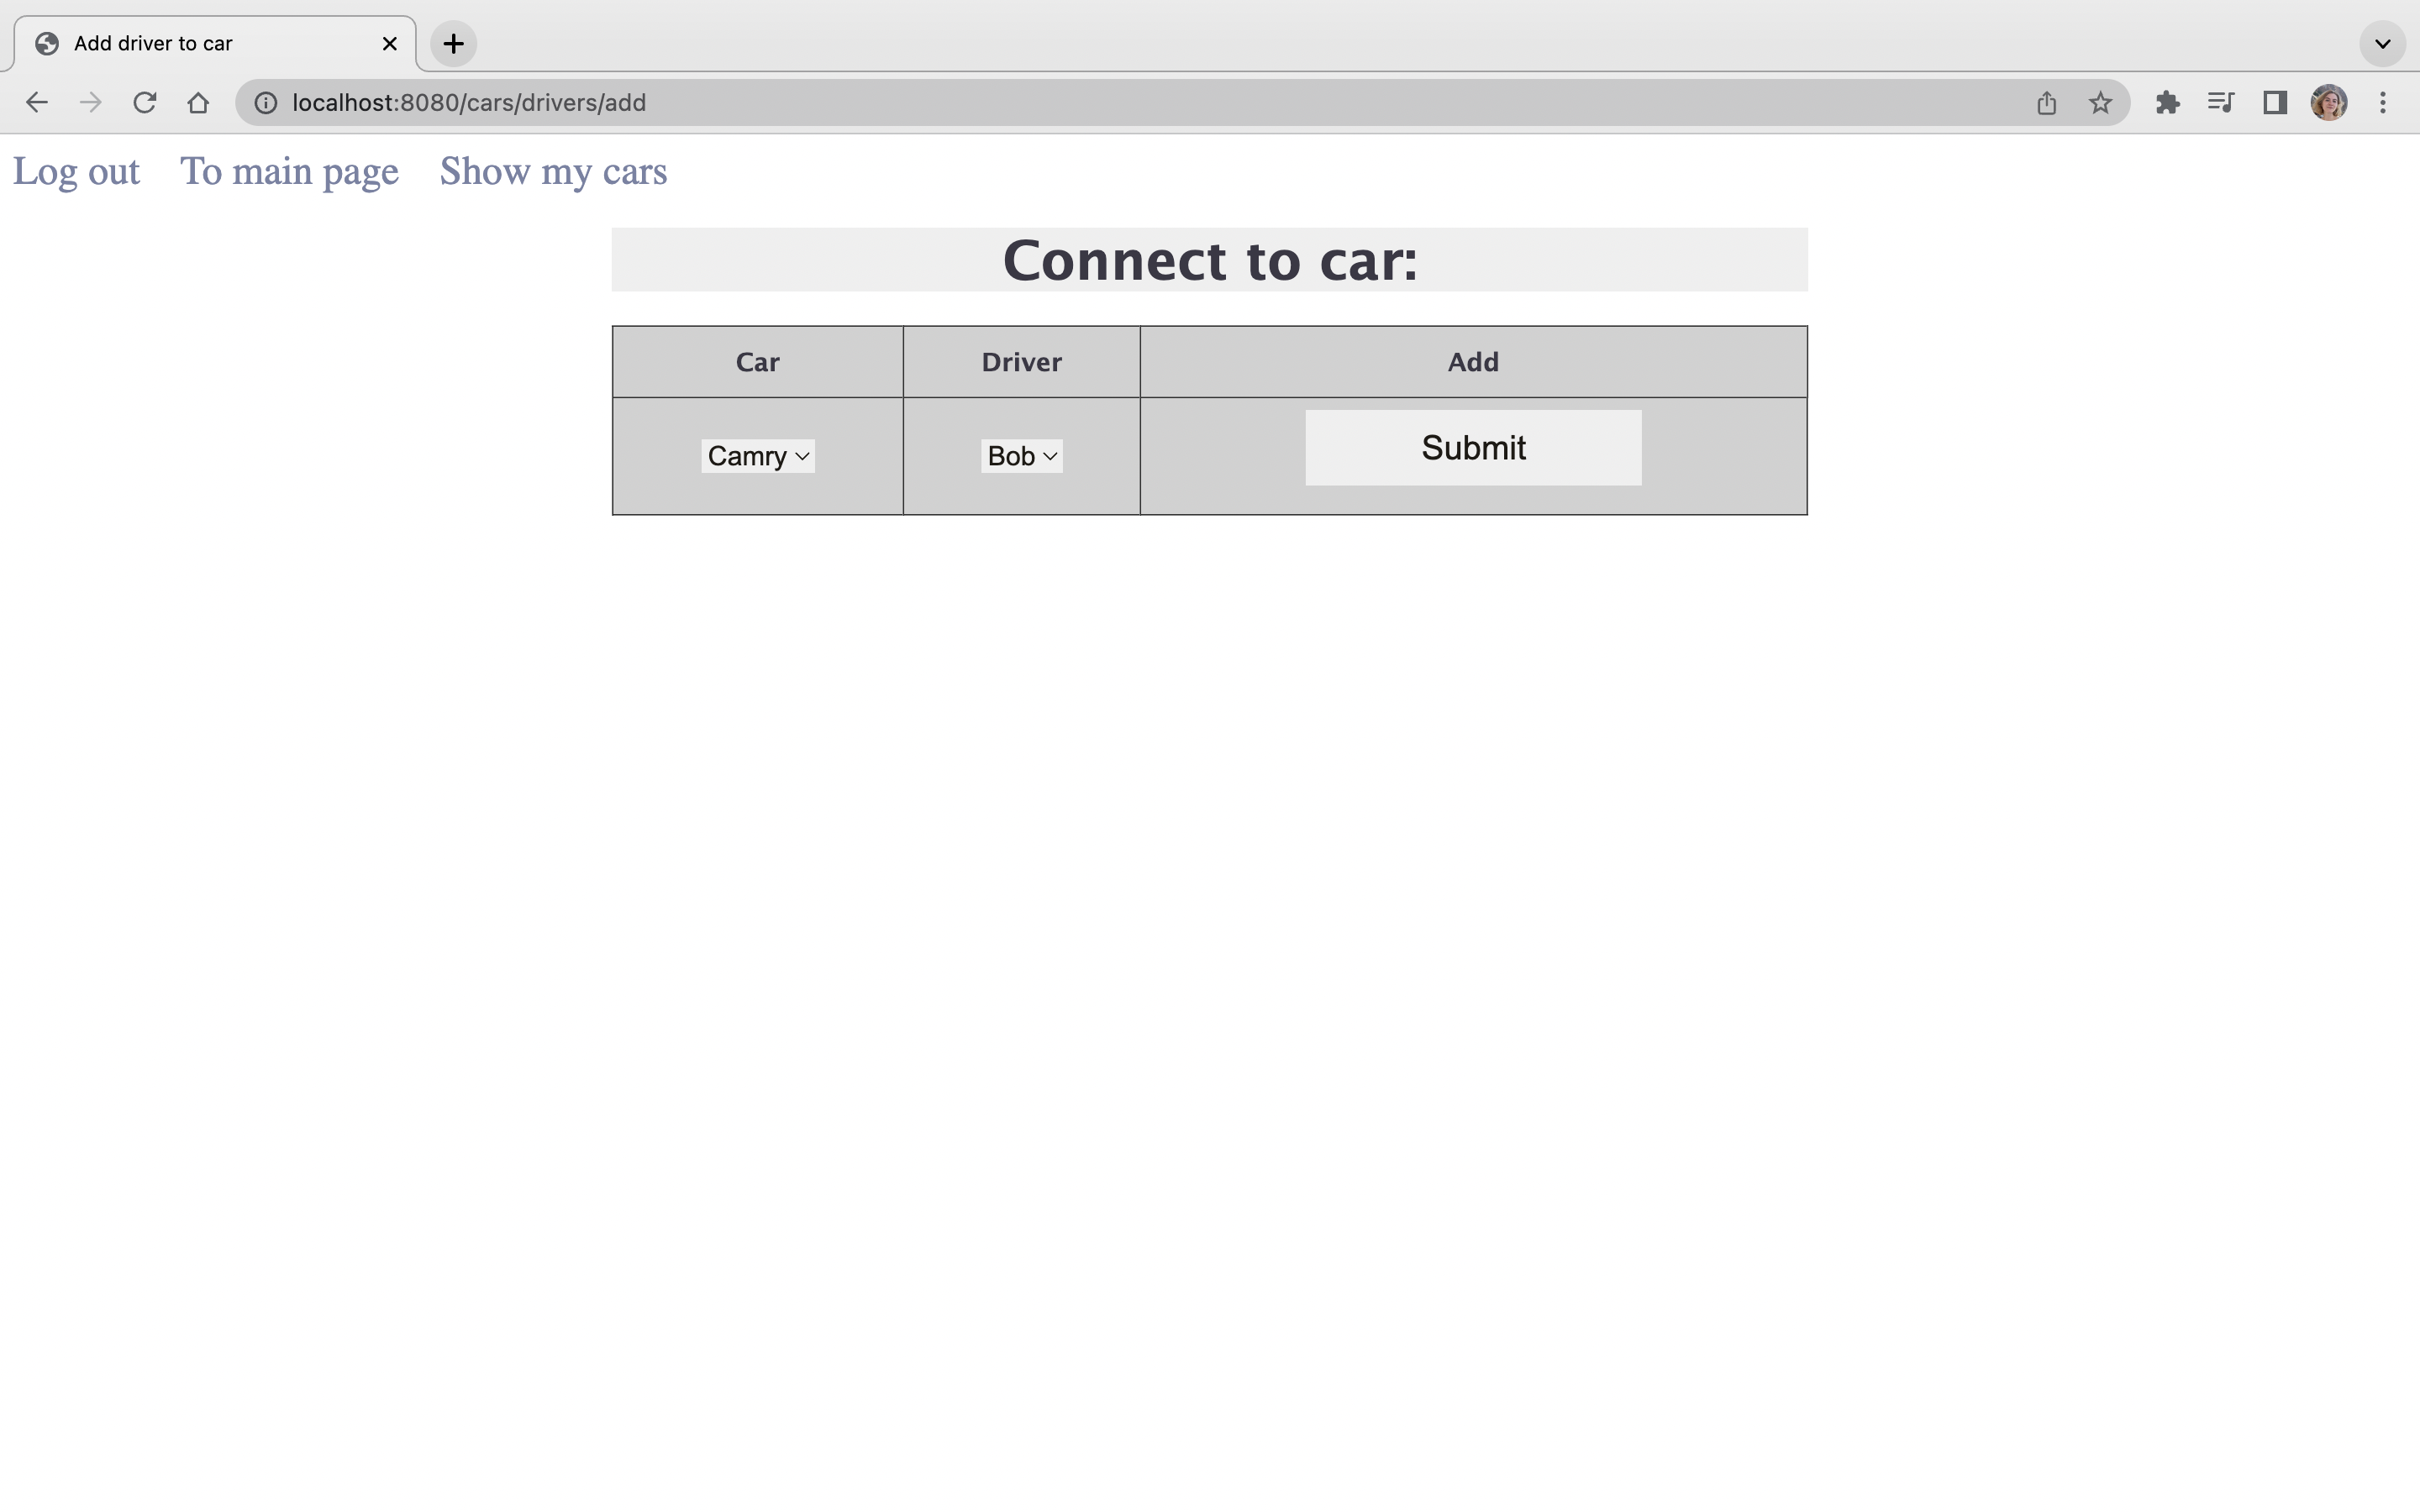 Add driver to car
localhost:8080/cars/drivers/add
Log out To main page Show my cars
Connect to car:
Car Driver Add
Camry Bob Submit